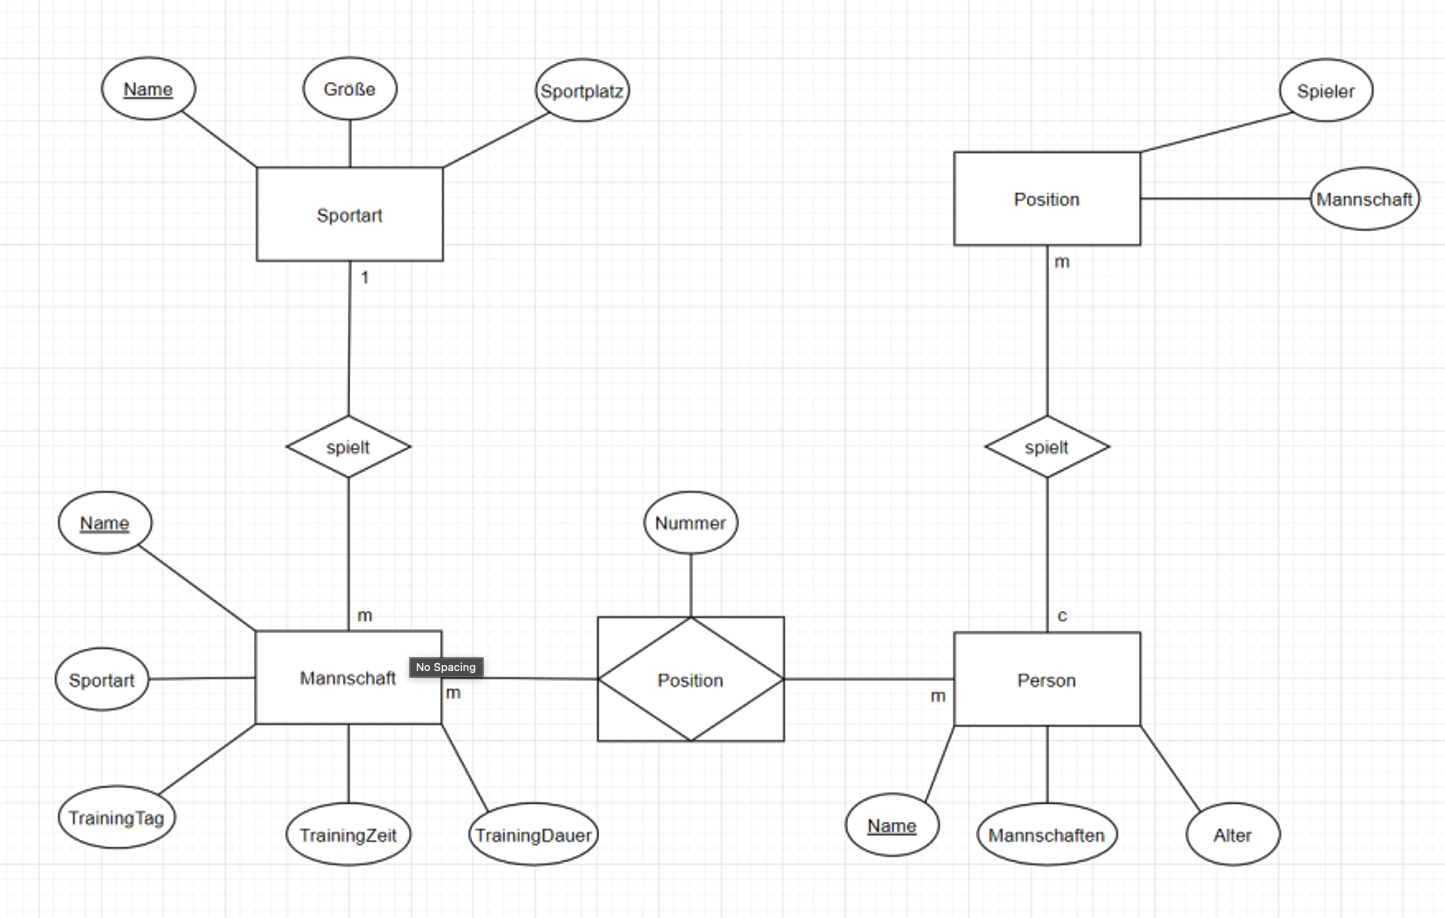 Name
Größe
Sportplatz
Spieler
Sportart
Position
Mannschaft
1
m
spielt
spielt
Name
Nummer
m
c
Sportart
Mannschaft
No Spacing
m
Position
m
Person
TrainingTag
TrainingZeit
TrainingDauer
Name
Mannschaften
Alter